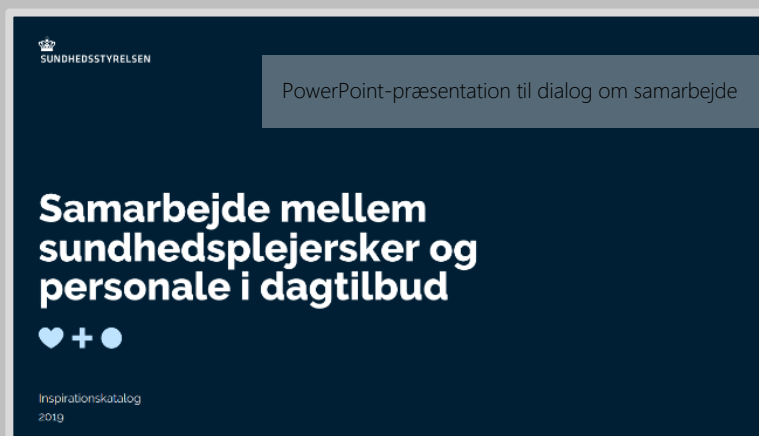 SUNDHEDSSTYRELSEN
PowerPoint-præsentation til dialog om samarbejde
Samarbejde mellem
sundhedsplejersker og
personale i dagtilbud
Inspirationskatalog
2019